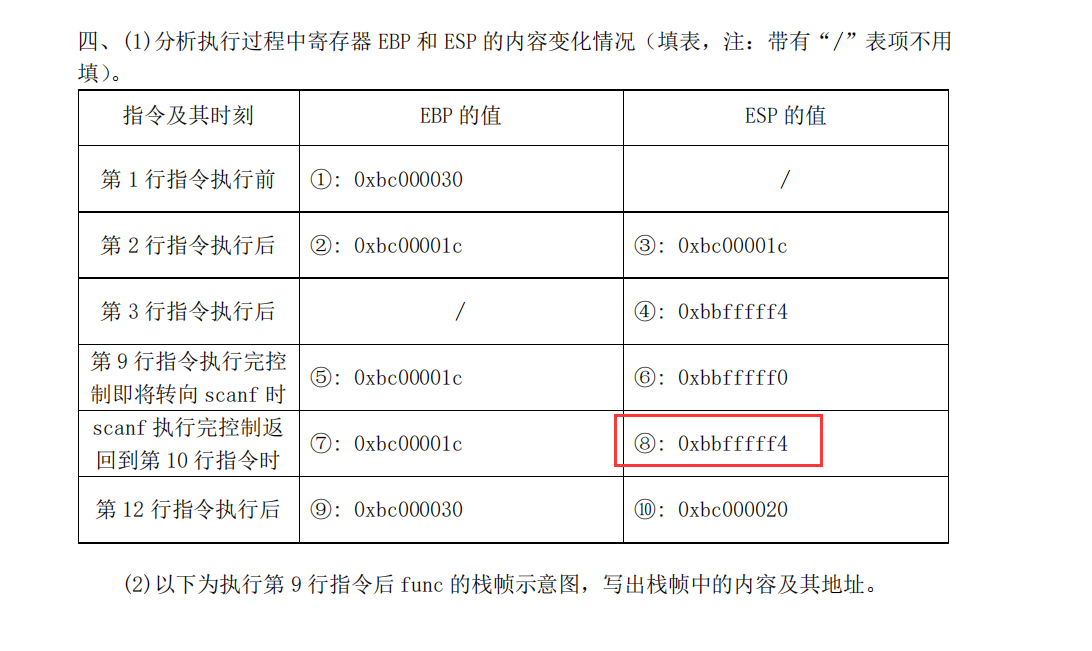 四、(1)分析执行过程中寄存器 EBP 和 ESP 的内容变化情况（填表，注：带有“/”表项不用
填）。
指令及其时刻 EBP 的值 ESP 的值
第 1 行指令执行前 ①: 0xbc000030 /
第 2 行指令执行后 ②: 0xbc00001c ③: 0xbc00001c
第 3 行指令执行后 / ④: 0xbbfffff4
第 9 行指令执行完控
制即将转向 scanf 时 ⑤: 0xbc00001c ⑥: 0xbbfffff0
scanf 执行完控制返
回到第 10 行指令时 ⑦: 0xbc00001c ⑧: 0xbbfffff4
第 12 行指令执行后 ⑨: 0xbc000030 ⑩: 0xbc000020
(2)以下为执行第 9 行指令后 func 的栈帧示意图，写出栈帧中的内容及其地址。